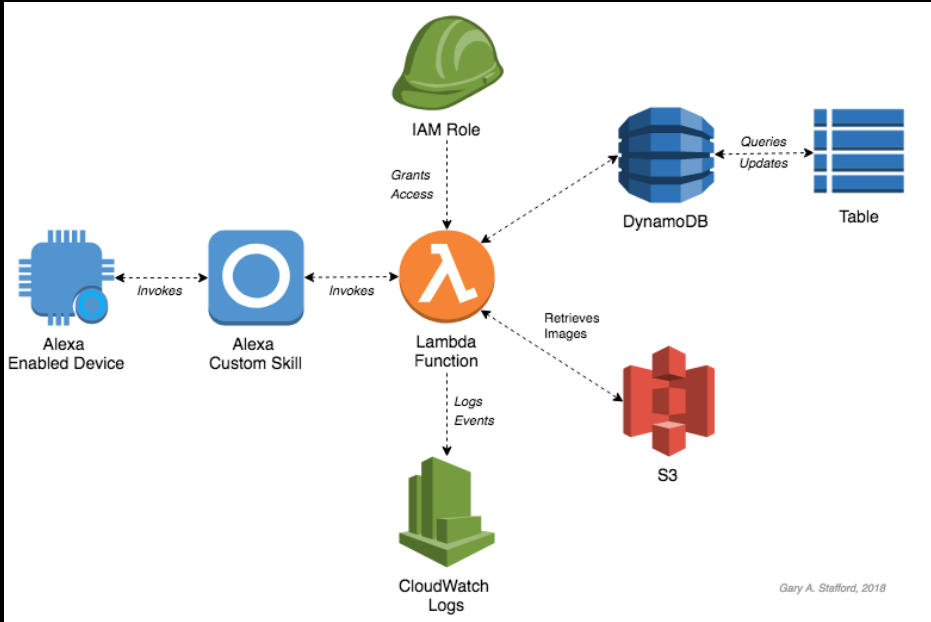 IAM Role
Grants
Access
Queries
Updates
DynamoDB
Table
Invokes
Invokes
Alexa
Enabled Device
Alexa
Custom Skill
Lambda
Function
Retrieves
Images
Logs
Events
S3
CloudWatch
Logs
Gary A. Stafford, 2018